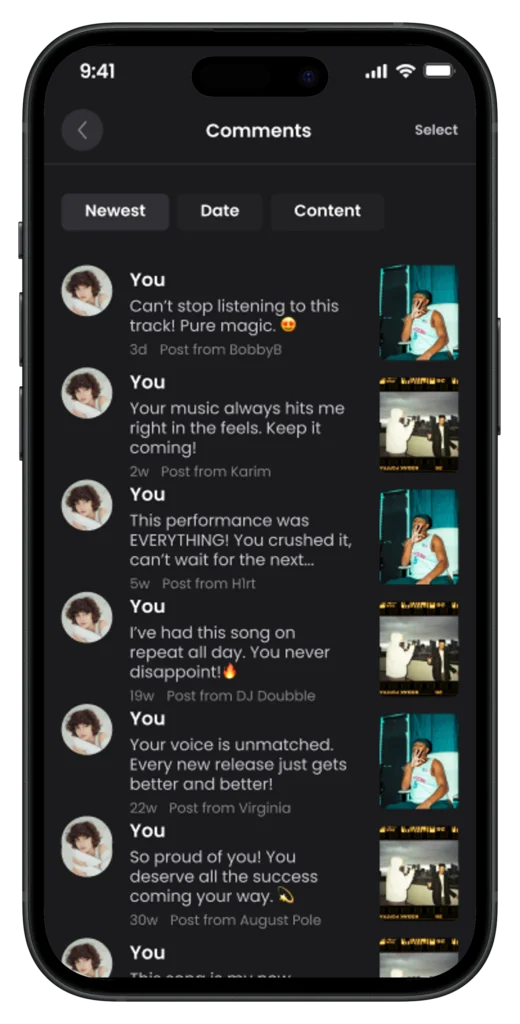 9:41
Comments
Select
Newest
Date
Content
You
Can’t stop listening to this
track! Pure magic. 😍
3d Post from BobbyB
You
Your music always hits me
right in the feels. Keep it
coming!
2w Post from Karim
You
This performance was
EVERYTHING! You crushed it,
can’t wait for the next...
5w Post from H1rt
You
I’ve had this song on
repeat all day. You never
disappoint!🔥
19w Post from DJ Doubble
You
Your voice is unmatched.
Every new release just gets
better and better!
22w Post from Virginia
You
So proud of you! You
deserve all the success
coming your way. 💫
30w Post from August Pole
You
This song is my now